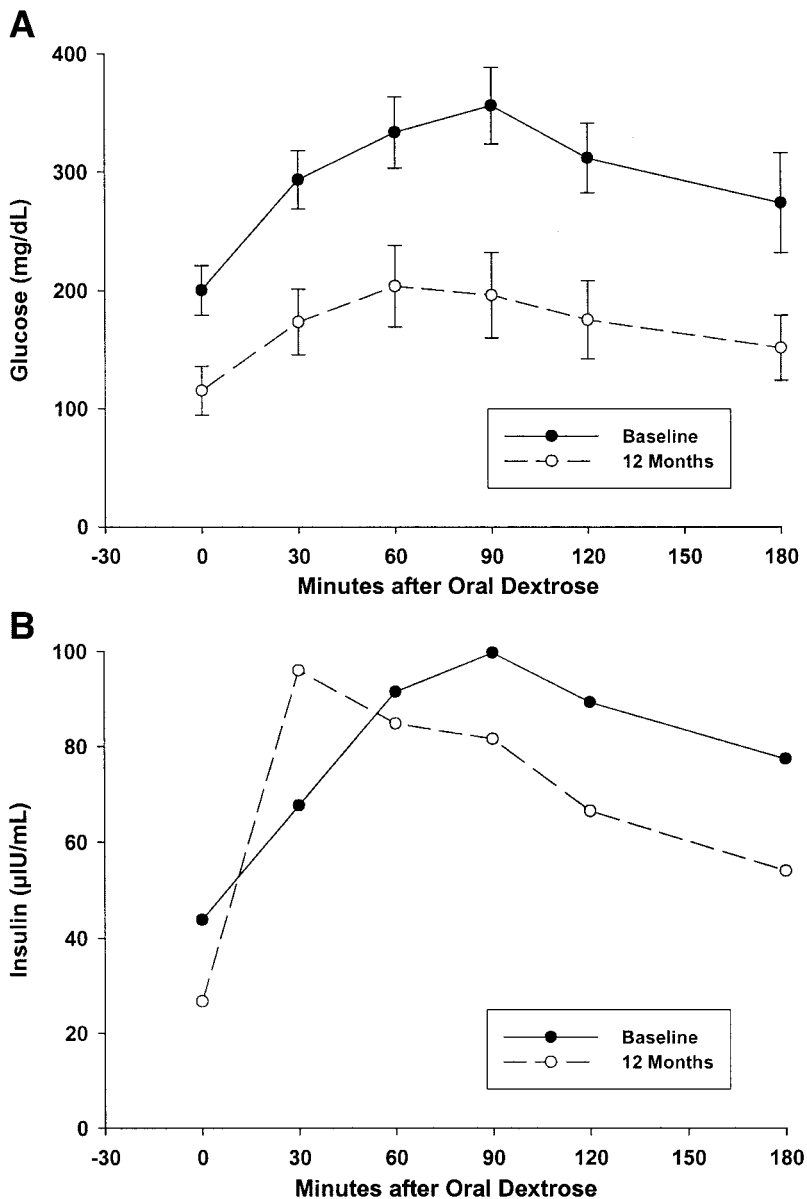 A
400
300
200
100
0
Glucose (mg/dL)
Baseline
12 Months
-30 0 30 60 90 120 150 180
Minutes after Oral Dextrose
B
100
80
60
40
20
0
Insulin (µIU/mL)
Baseline
12 Months
-30 0 30 60 90 120 150 180
Minutes after Oral Dextrose